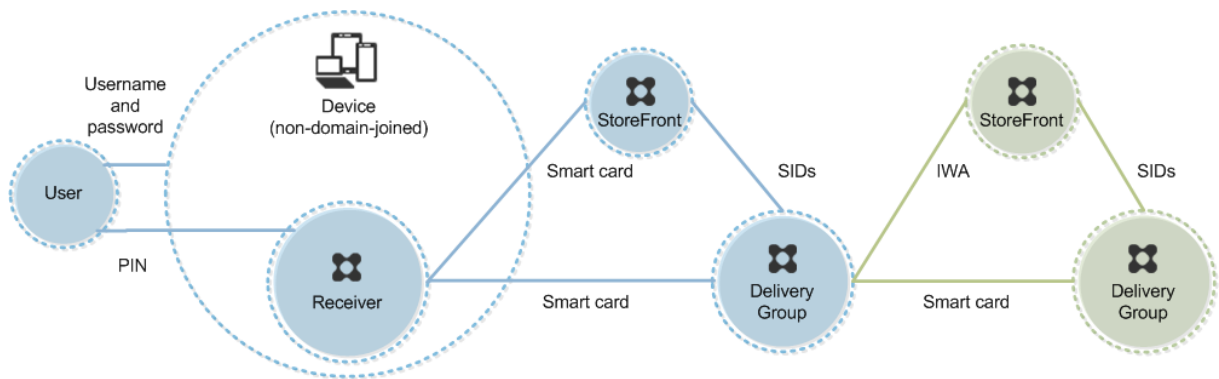 Username
and
password
User
PIN
Device
(non-domain-joined)
Receiver
StoreFront
Smart card
SIDs
Smart card
Delivery
Group
StoreFront
IWA
SIDs
Smart card
Delivery
Group